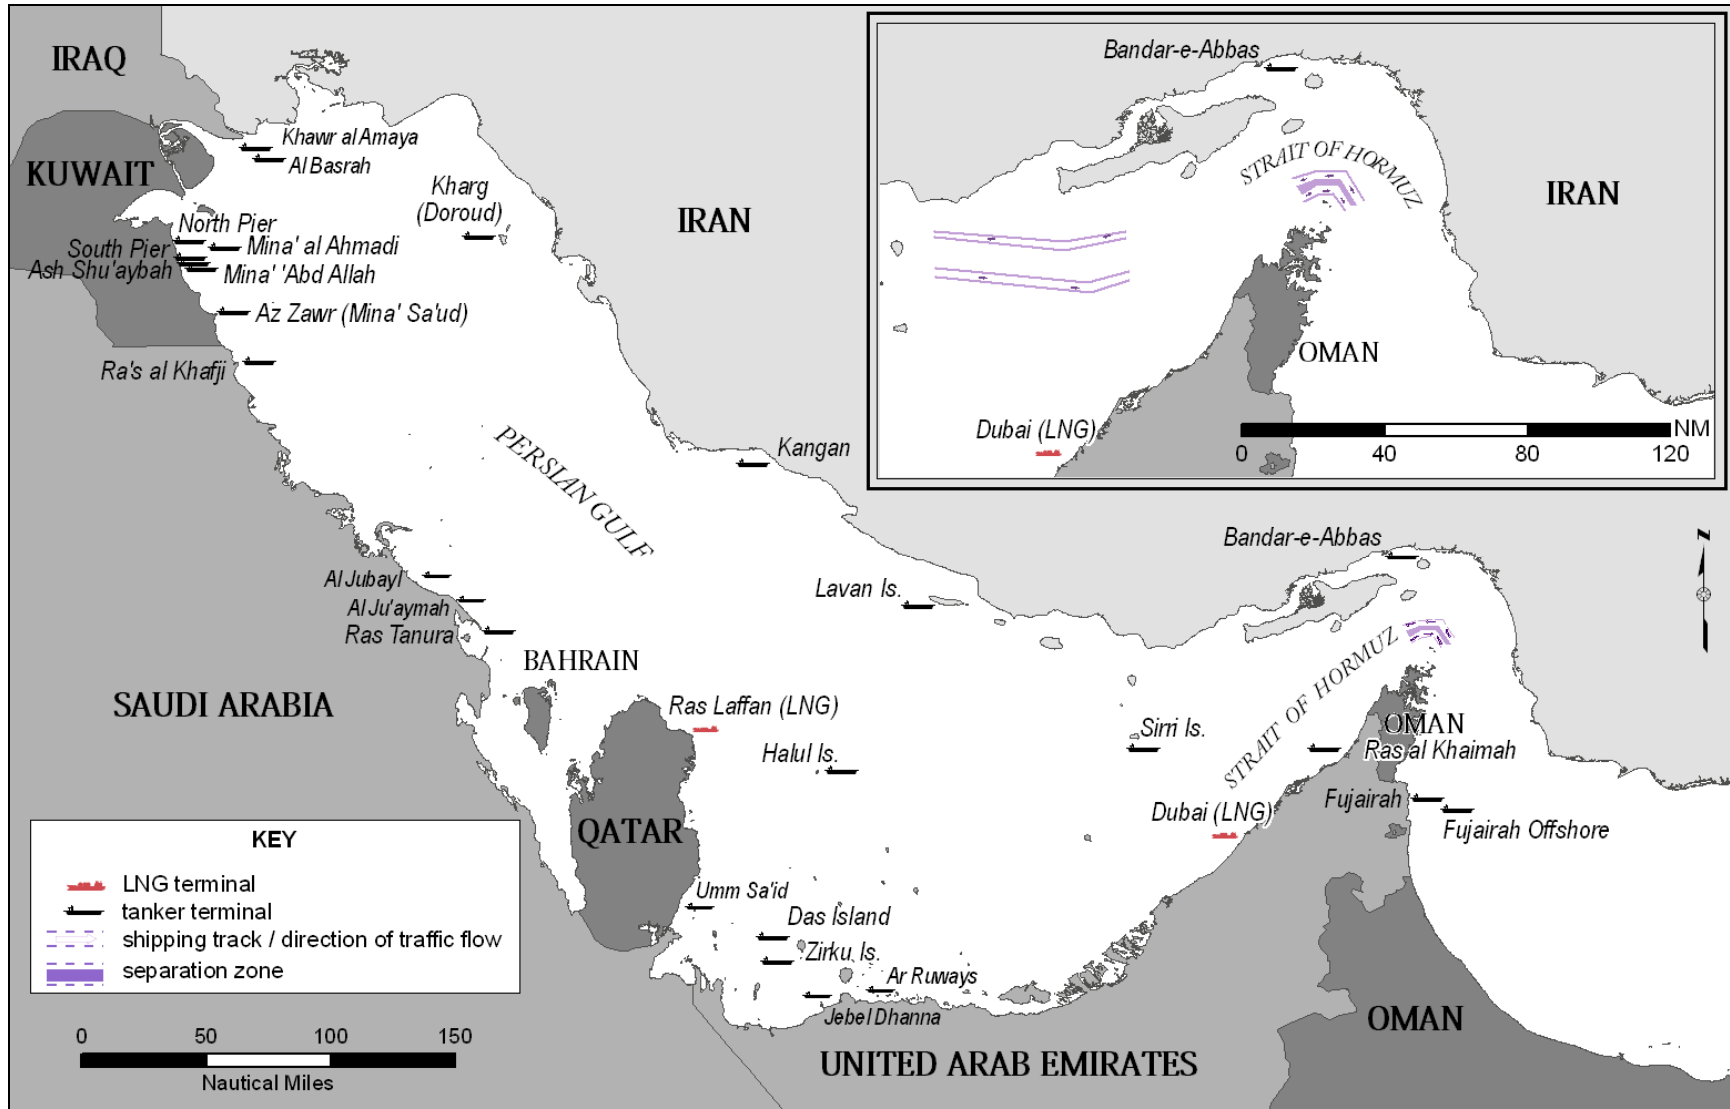 IRAQ
KUWAIT
Khawr al Amaya
Al Basrah
Kharg
(Doroud)
IRAN
North Pier
South Pier
Mina' al Ahmadi
Ash Shu'aybah
Mina' 'Abd Allah
Az Zawr (Mina' Sa'ud)
Ra's al Khafji
PERSIAN GULF
Kangan
Bandar-e-Abbas
STRAIT OF HORMUZ
IRAN
OMAN
Dubai (LNG)
NM
0 40 80 120
N
Bandar-e-Abbas
Lavan Is.
Al Jubayl
Al Ju'aymah
Ras Tanura
BAHRAIN
SAUDI ARABIA
Ras Laffan (LNG)
Halul Is.
Sirri Is.
STRAIT OF HORMUZ
OMAN
Ras al Khaimah
Dubai (LNG)
Fujairah
Fujairah Offshore
QATAR
Umm Sa'id
Das Island
Zirku Is.
Ar Ruways
Jebel Dhanna
UNITED ARAB EMIRATES
OMAN
KEY
LNG terminal
tanker terminal
shipping track / direction of traffic flow
separation zone
0 50 100 150
Nautical Miles